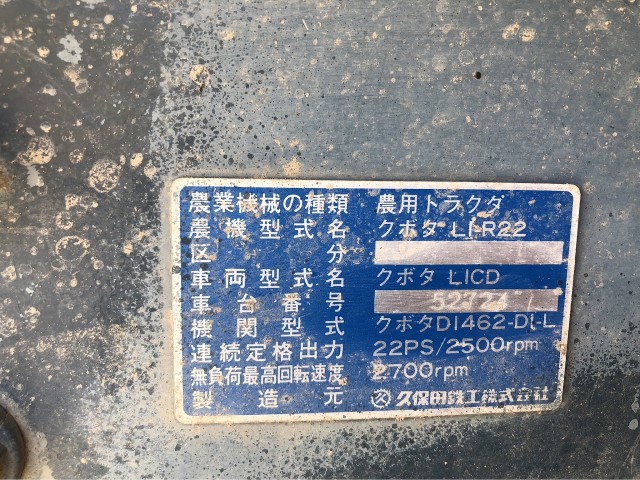 農業機械の種類 農用トラクタ
農機型式名 クボタ L1-R22
区分
車両型式名 クボタ L1CD
車台番号 52724
機関型式 クボタD1462-DI-L
連続定格出力 22PS/2500rpm
無負荷最高回転速度 2700rpm
製造元 久保田鉄工株式会社